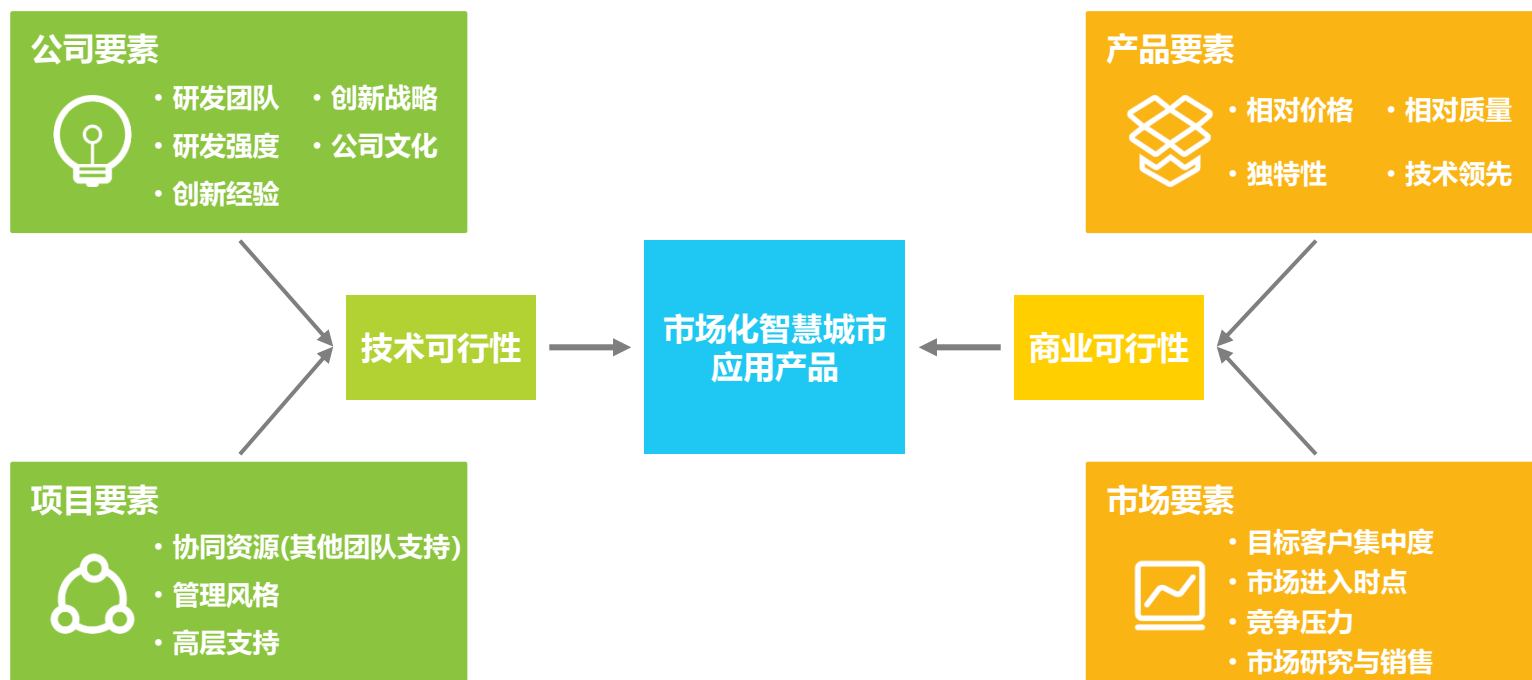 公司要素
·研发团队 ·创新战略
·研发强度 ·公司文化
·创新经验
产品要素
·相对价格 ·相对质量
·独特性 ·技术领先
技术可行性
市场化智慧城市
应用产品
商业可行性
项目要素
·协同资源(其他团队支持)
·管理风格
·高层支持
市场要素
·目标客户集中度
·市场进入时点
·竞争压力
·市场研究与销售